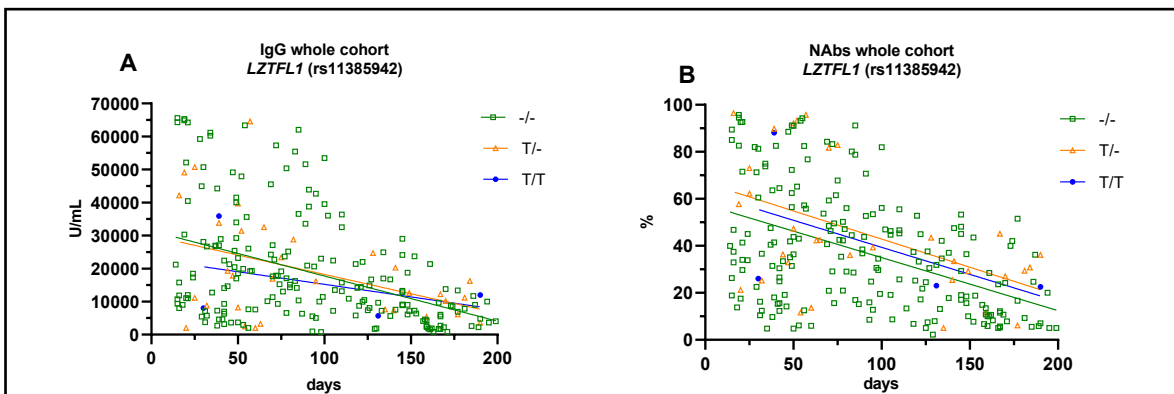 A
IgG whole cohort
LZTFL1 (rs11385942)
70000
60000
50000
40000
30000
20000
10000
0
U/mL
0 50 100 150 200
days
-/-
T/-
T/T
B
NAbs whole cohort
LZTFL1 (rs11385942)
100
80
60
40
20
0
%
0 50 100 150 200
days
-/-
T/-
T/T